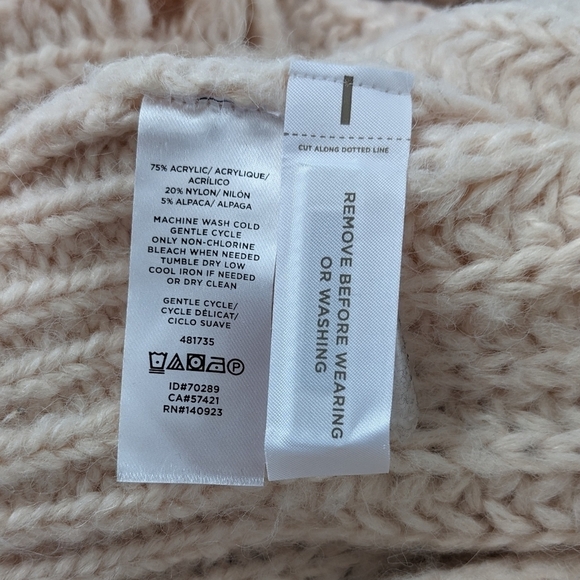 75% ACRYLIC/ ACRYLIQUE/
ACRÍLICO
20% NYLON/ NILÓN
5% ALPACA/ ALPAGA
MACHINE WASH COLD
GENTLE CYCLE
ONLY NON-CHLORINE
BLEACH WHEN NEEDED
TUMBLE DRY LOW
COOL IRON IF NEEDED
OR DRY CLEAN
GENTLE CYCLE/
CYCLE DÉLICAT/
CICLO SUAVE
481735
P
ID#70289
CA#57421
RN#140923
CUT ALONG DOTTED LINE
REMOVE BEFORE WEARING
OR WASHING